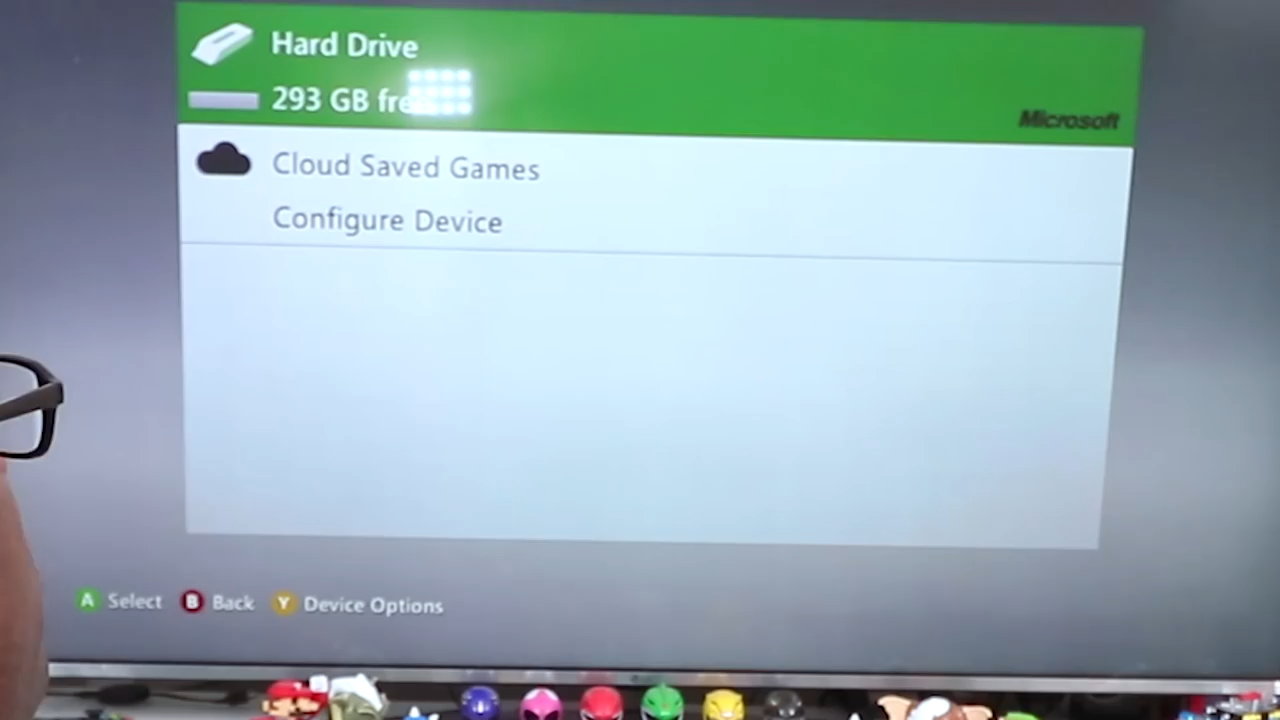 Hard Drive
293 GB fre
Microsoft
Cloud Saved Games
Configure Device
A Select B Back Y Device Options